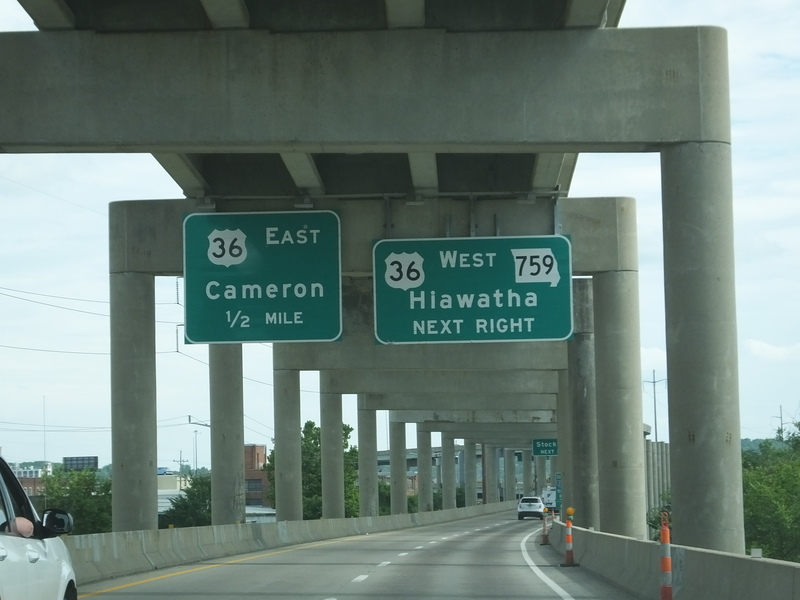 36 EAST
Cameron
1/2 MILE
36 WEST 759
Hiawatha
NEXT RIGHT
Stock
NEXT